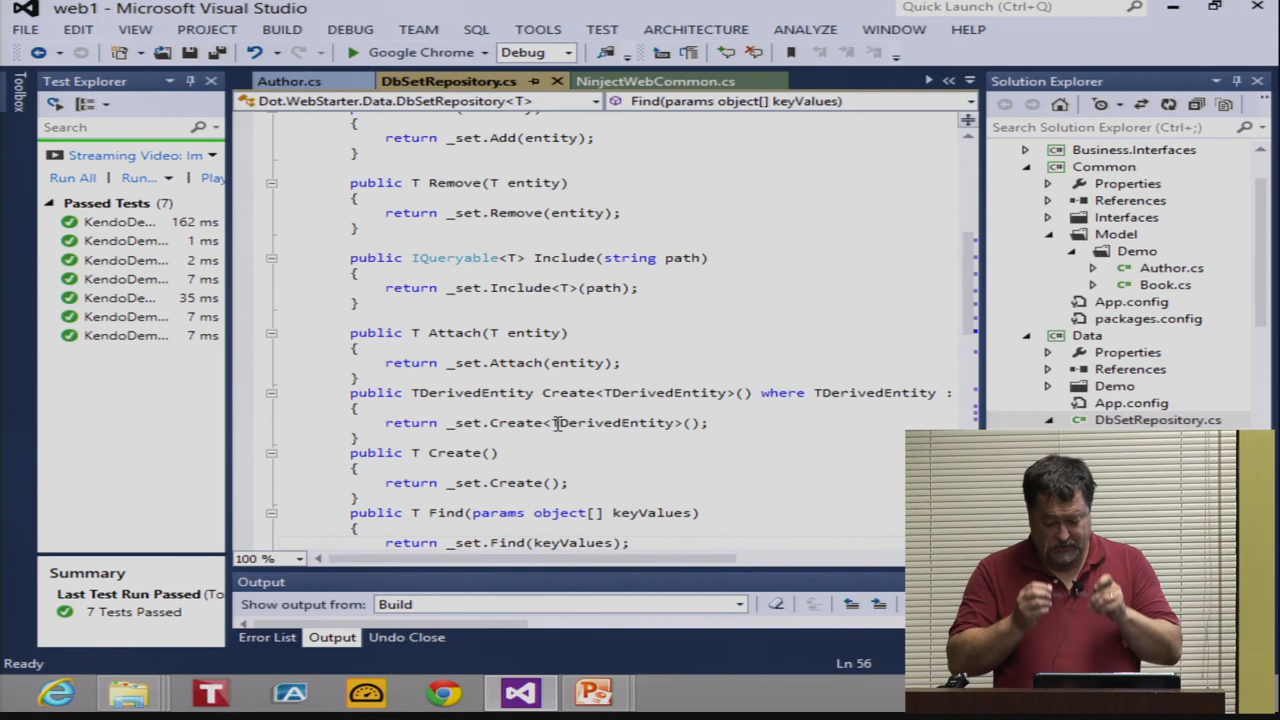 web1 - Microsoft Visual Studio
Quick Launch (Ctrl+Q)
FILE EDIT VIEW PROJECT BUILD DEBUG TEAM SQL TOOLS TEST ARCHITECTURE ANALYZE WINDOW HELP
Google Chrome
Debug
Toolbox
Test Explorer
Search
Streaming Video: Im
Run All | Run... | Play
Passed Tests (7)
KendoDe... 162 ms
KendoDem... 1 ms
KendoDem... 2 ms
KendoDem... 7 ms
KendoDe... 35 ms
KendoDem... 7 ms
KendoDem... 7 ms
Summary
Last Test Run Passed (To
7 Tests Passed
Author.cs
DbSetRepository.cs
NinjectWebCommon.cs
Dot.WebStarter.Data.DbSetRepository<T>
Find(params object[] keyValues)
{
return _set.Add(entity);
}
public T Remove(T entity)
{
return _set.Remove(entity);
}
public IQueryable<T> Include(string path)
{
return _set.Include<T>(path);
}
public T Attach(T entity)
{
return _set.Attach(entity);
}
public TDerivedEntity Create<TDerivedEntity>() where TDerivedEntity :
{
return _set.Create<TDerivedEntity>();
}
public T Create()
{
return _set.Create();
}
public T Find(params object[] keyValues)
{
return _set.Find(keyValues);
100 %
Output
Show output from: Build
Error List Output Find Symbol Results
Solution Explorer
Search Solution Explorer (Ctrl+;)
Business.Interfaces
Common
Properties
References
Interfaces
Model
Demo
Author.cs
Book.cs
App.config
packages.config
Data
Properties
References
Demo
App.config
DbSetRepository.cs
Ready
Ln 56